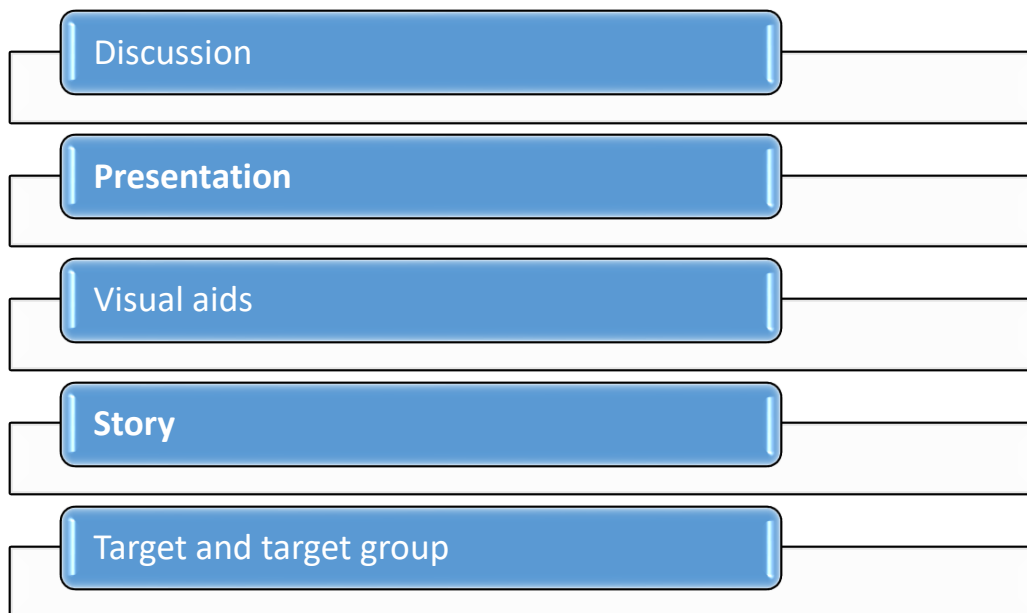 Discussion
Presentation
Visual aids
Story
Target and target group